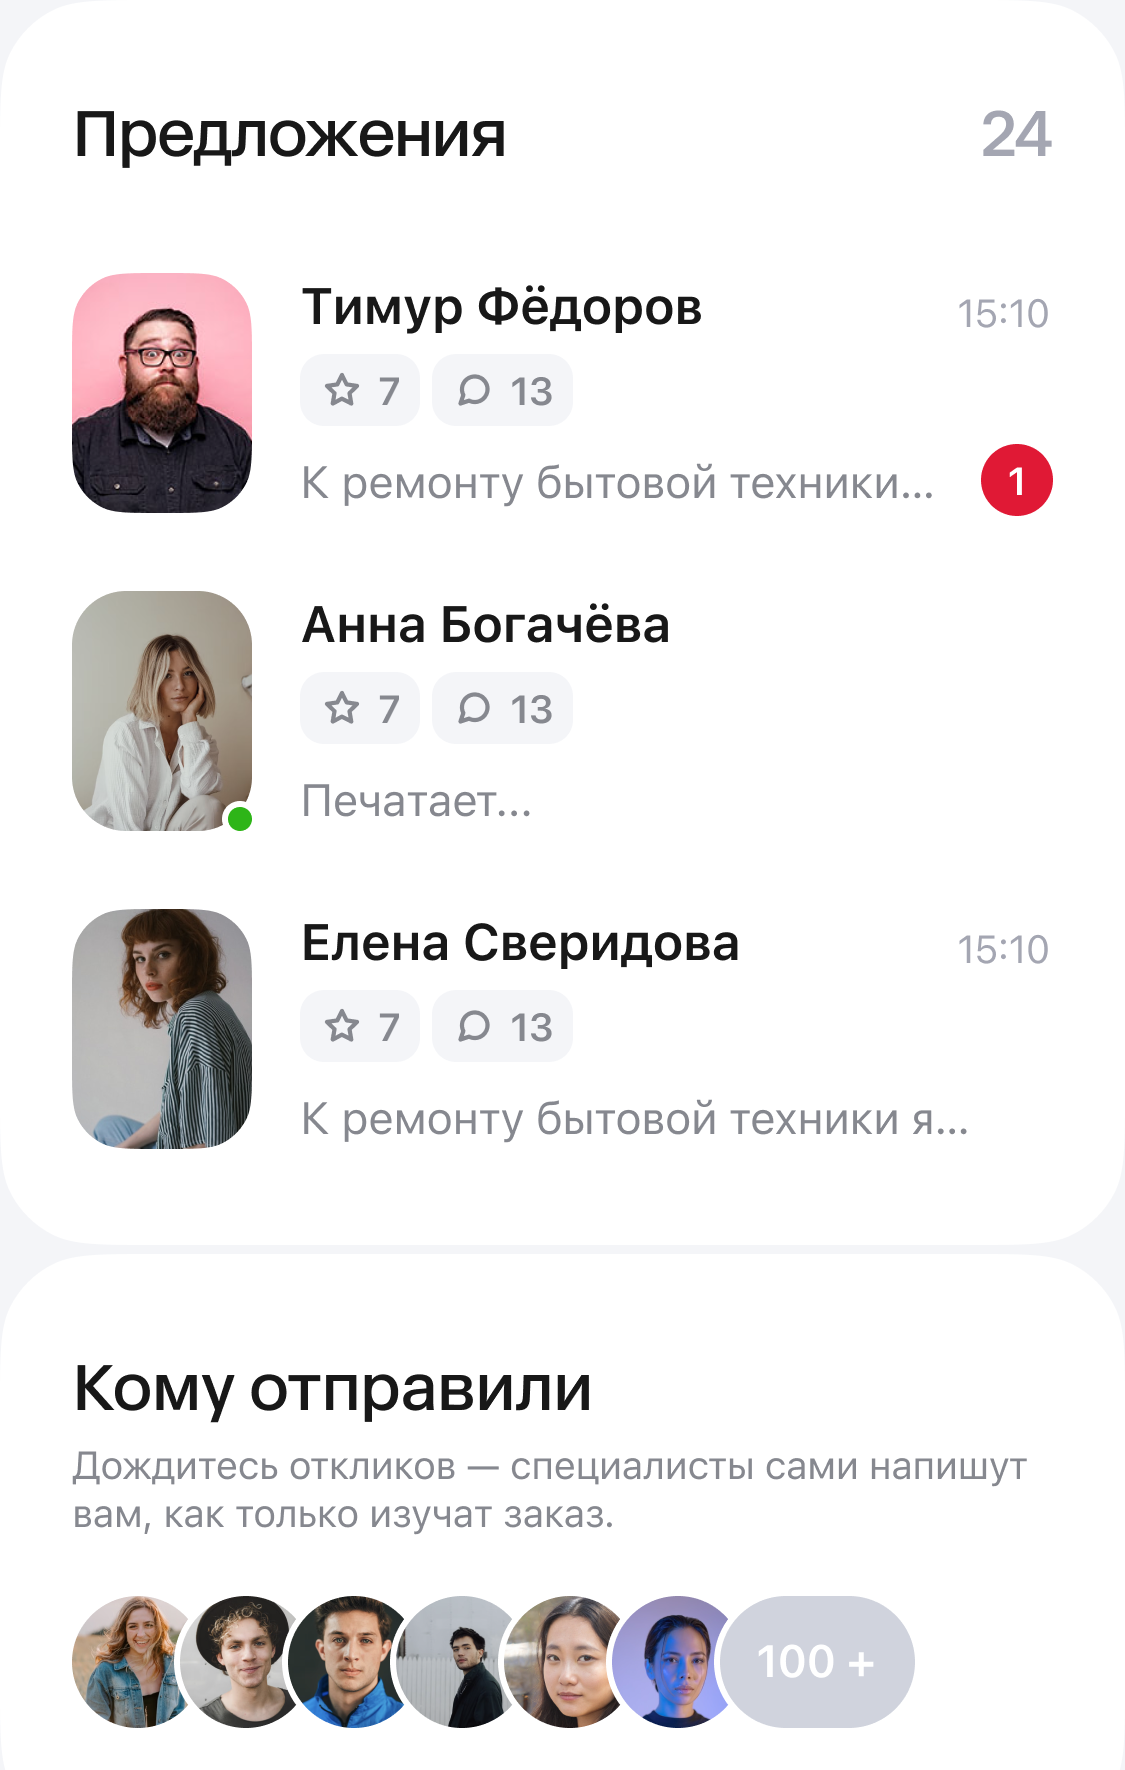 Предложения 24
Тимур Фёдоров 15:10
7 13
К ремонту бытовой техники... 1
Анна Богачёва
7 13
Печатает...
Елена Сверидова 15:10
7 13
К ремонту бытовой техники я...
Кому отправили
Дождитесь откликов — специалисты сами напишут
вам, как только изучат заказ.
100 +